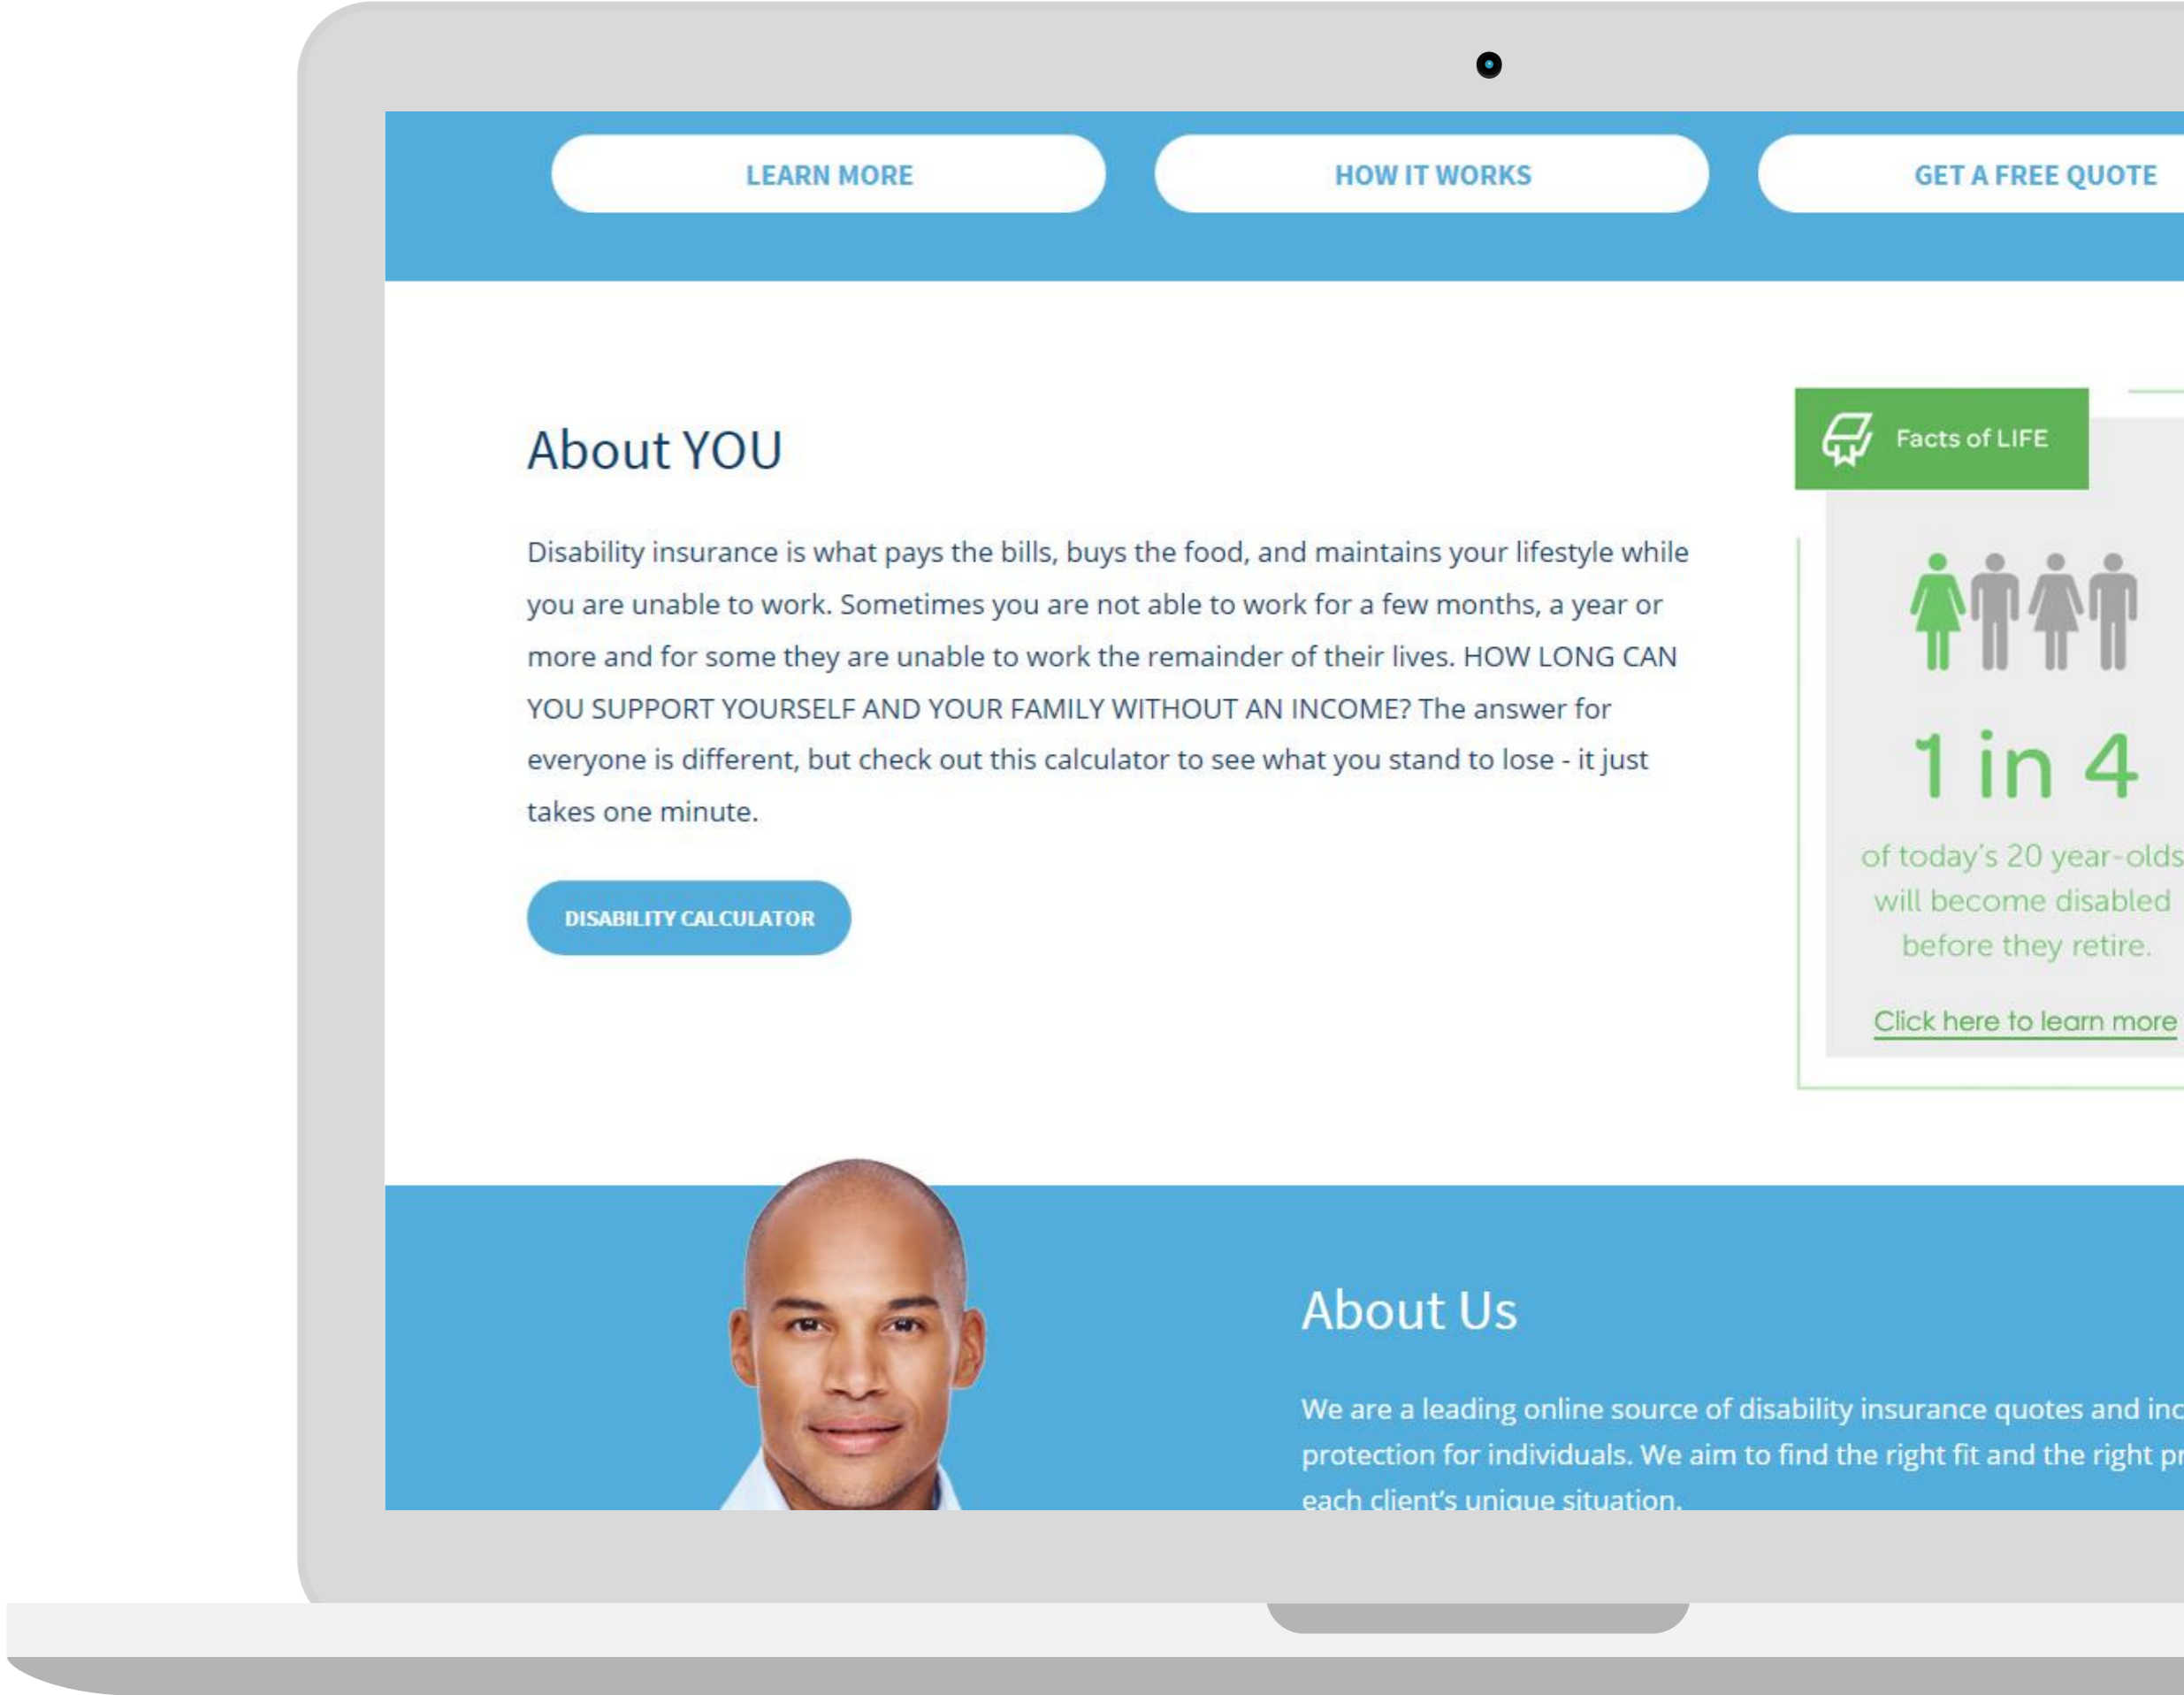 LEARN MORE
HOW IT WORKS
GET A FREE QUOTE
About YOU
Disability insurance is what pays the bills, buys the food, and maintains your lifestyle while
you are unable to work. Sometimes you are not able to work for a few months, a year or
more and for some they are unable to work the remainder of their lives. HOW LONG CAN
YOU SUPPORT YOURSELF AND YOUR FAMILY WITHOUT AN INCOME? The answer for
everyone is different, but check out this calculator to see what you stand to lose - it just
takes one minute.
DISABILITY CALCULATOR
Facts of LIFE
1 in 4
of today's 20 year-olds
will become disabled
before they retire.
Click here to learn more
About Us
We are a leading online source of disability insurance quotes and
protection for individuals. We aim to find the right fit and the right
each client's unique situation.